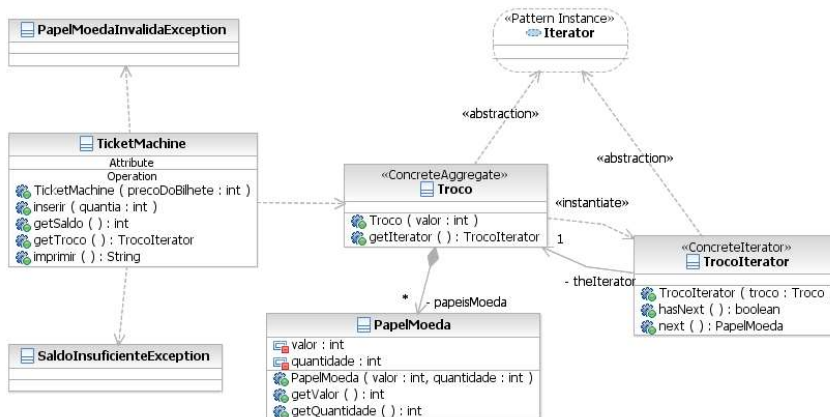 PapelMoedaInvalidaException
«Pattern Instance»
Iterator
«abstraction»
«abstraction»
TicketMachine
Attribute
Operation
TicketMachine ( precoDoBilhete : int )
inserir ( quantia : int )
getSaldo ( ) : int
getTroco ( ) : TrocoIterator
imprimir ( ) : String
«ConcreteAggregate»
Troco
Troco ( valor : int )
getIterator ( ) : TrocoIterator
«instantiate»
1
- theIterator
«ConcreteIterator»
TrocoIterator
TrocoIterator ( troco : Troco
hasNext ( ) : boolean
next ( ) : PapelMoeda
*
- papeisMoeda
PapelMoeda
valor : int
quantidade : int
PapelMoeda ( valor : int, quantidade : int )
getValor ( ) : int
getQuantidade ( ) : int
SaldoInsuficienteException